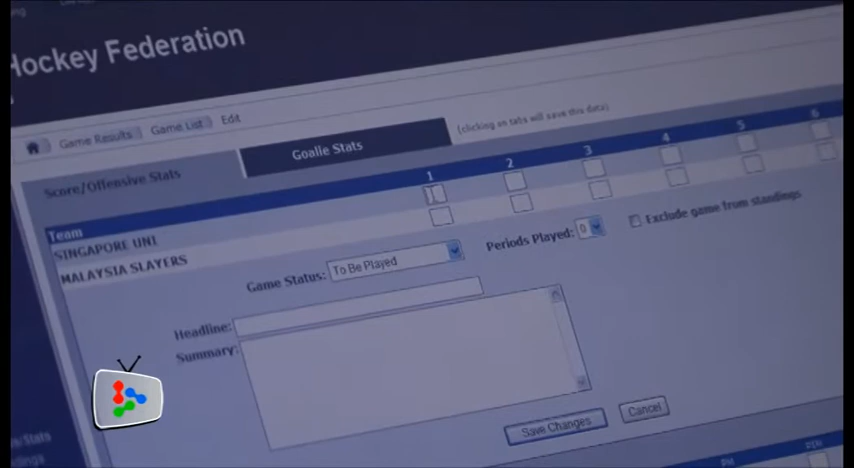 Hockey Federation
Game Results Game List Edit
Score/Offensive Stats Goalie Stats (clicking on tabs will save this data)
Team 1 2 3 4 5 6
SINGAPORE UNI
MALAYSIA SLAYERS
Game Status: To Be Played Periods Played: 0 Exclude game from standings
Headline:
Summary:
Save Changes Cancel